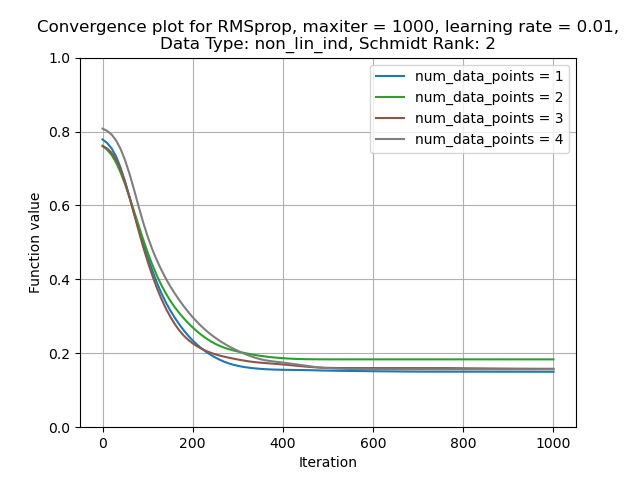 Convergence plot for RMSprop, maxiter = 1000, learning rate = 0.01,
Data Type: non_lin_ind, Schmidt Rank: 2
1.0
0.8
0.6
0.4
0.2
0.0
Function value
num_data_points = 1
num_data_points = 2
num_data_points = 3
num_data_points = 4
0 200 400 600 800 1000
Iteration